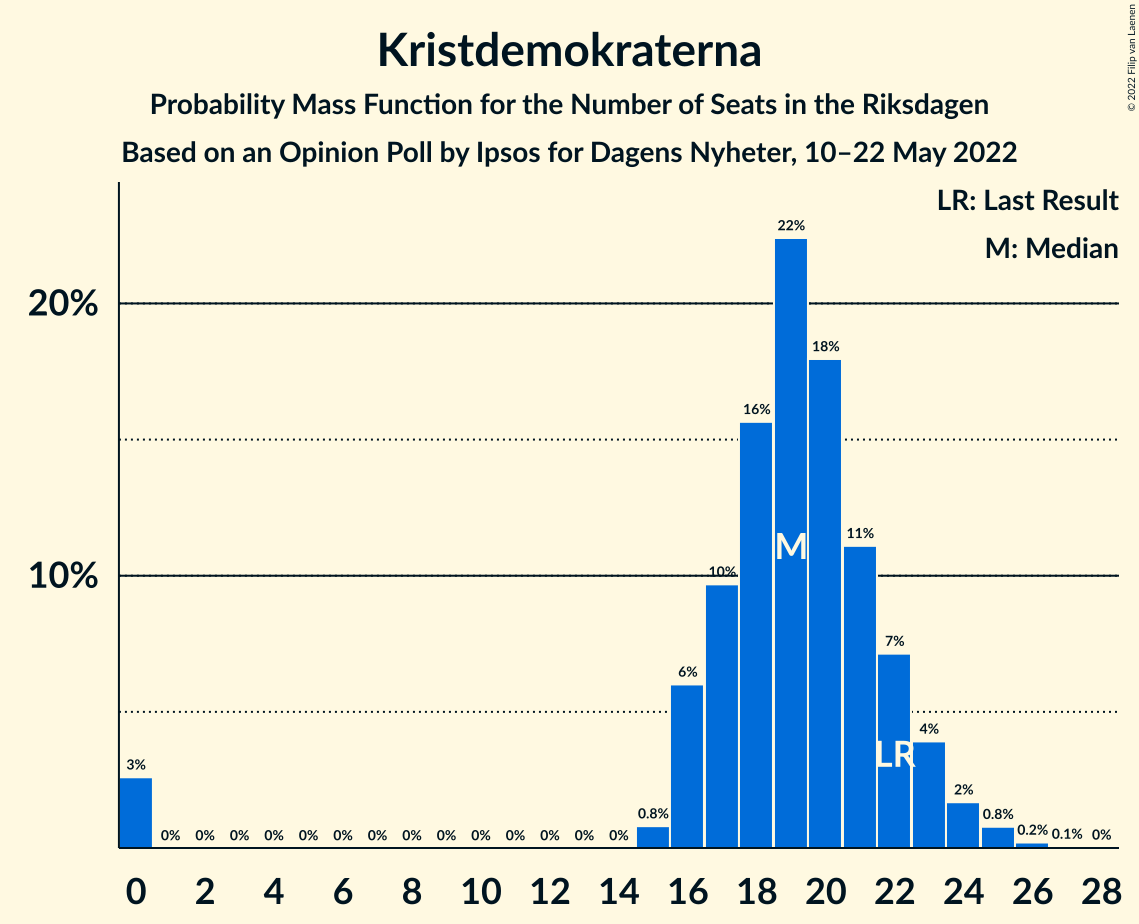 Kristdemokraterna
Probability Mass Function for the Number of Seats in the Riksdagen
Based on an Opinion Poll by Ipsos for Dagens Nyheter, 10–22 May 2022
© 2022 Filip van Laenen
LR: Last Result
M: Median
20%
10%
3% 0% 0% 0% 0% 0% 0% 0% 0% 0% 0% 0% 0% 0% 0% 0.8% 6% 10% 16% 22% 18% 11% 7% 4% 2% 0.8% 0.2% 0.1% 0%
M
LR
0 2 4 6 8 10 12 14 16 18 20 22 24 26 28